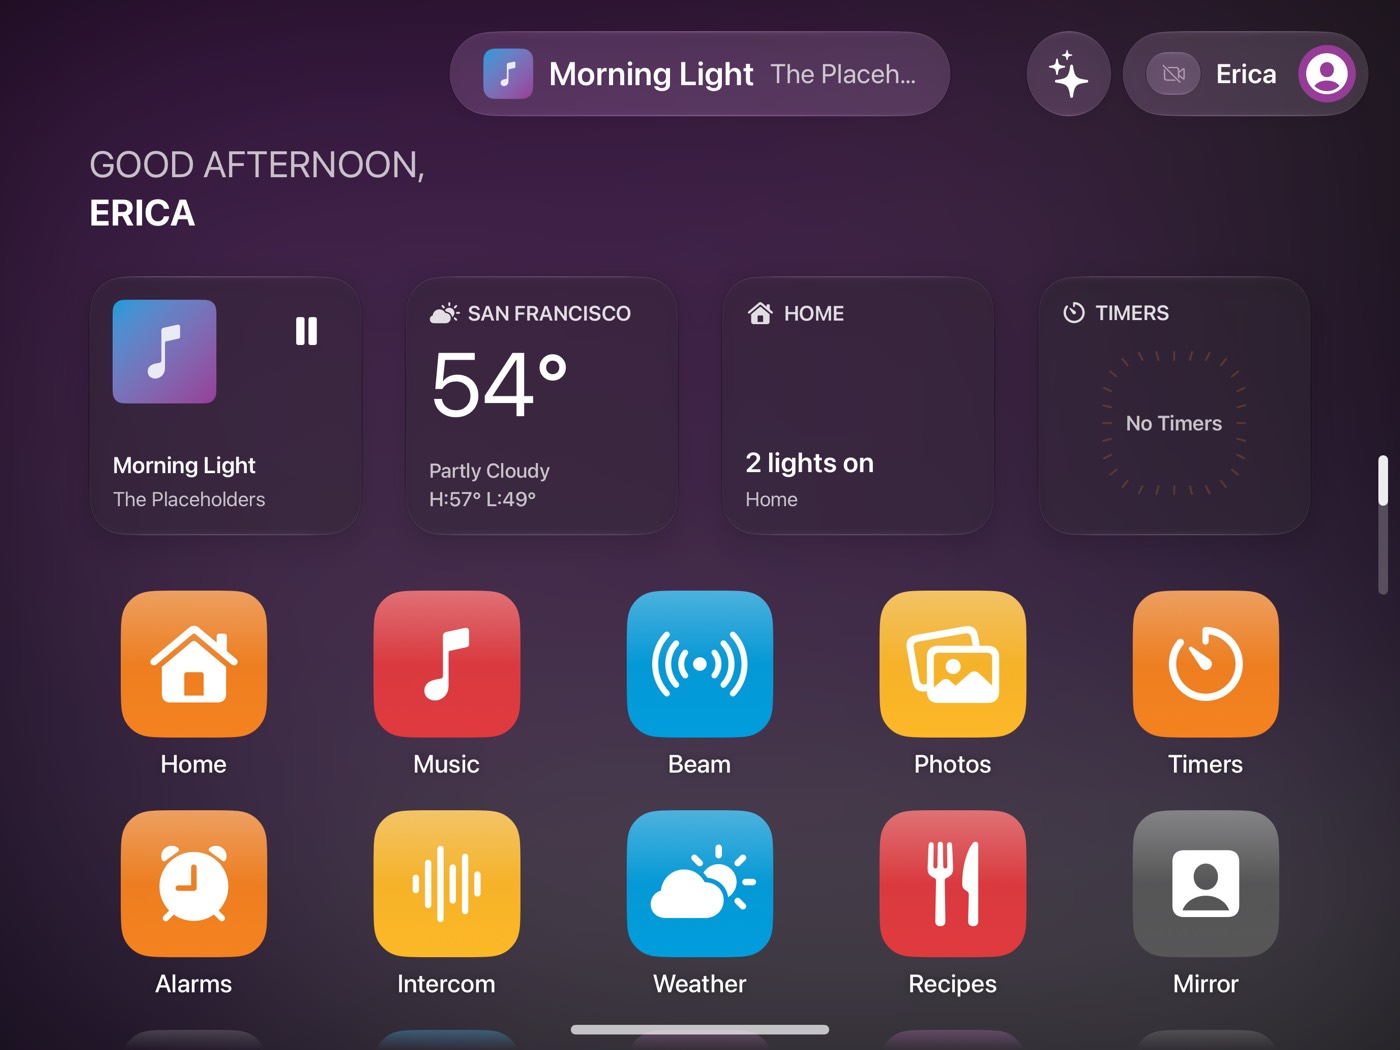 Morning Light The Placeh...
Erica
GOOD AFTERNOON,
ERICA
Morning Light
The Placeholders
SAN FRANCISCO
54°
Partly Cloudy
H:57° L:49°
HOME
2 lights on
Home
TIMERS
No Timers
Home
Music
Beam
Photos
Timers
Alarms
Intercom
Weather
Recipes
Mirror